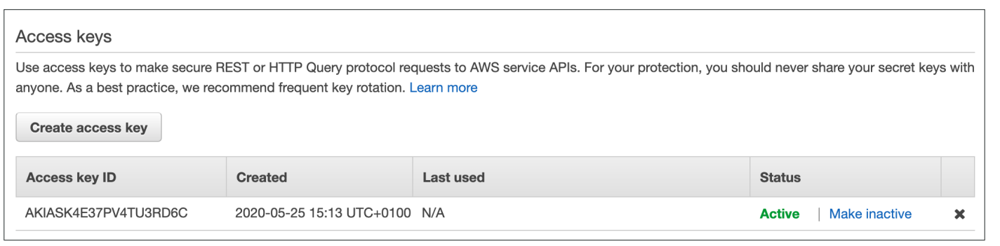 Access keys
Use access keys to make secure REST or HTTP Query protocol requests to AWS service APIs. For your protection, you should never share your secret keys with
anyone. As a best practice, we recommend frequent key rotation. Learn more
Create access key
Access key ID Created Last used Status
AKIASK4E37PV4TU3RD6C 2020-05-25 15:13 UTC+0100 N/A Active | Make inactive ✖